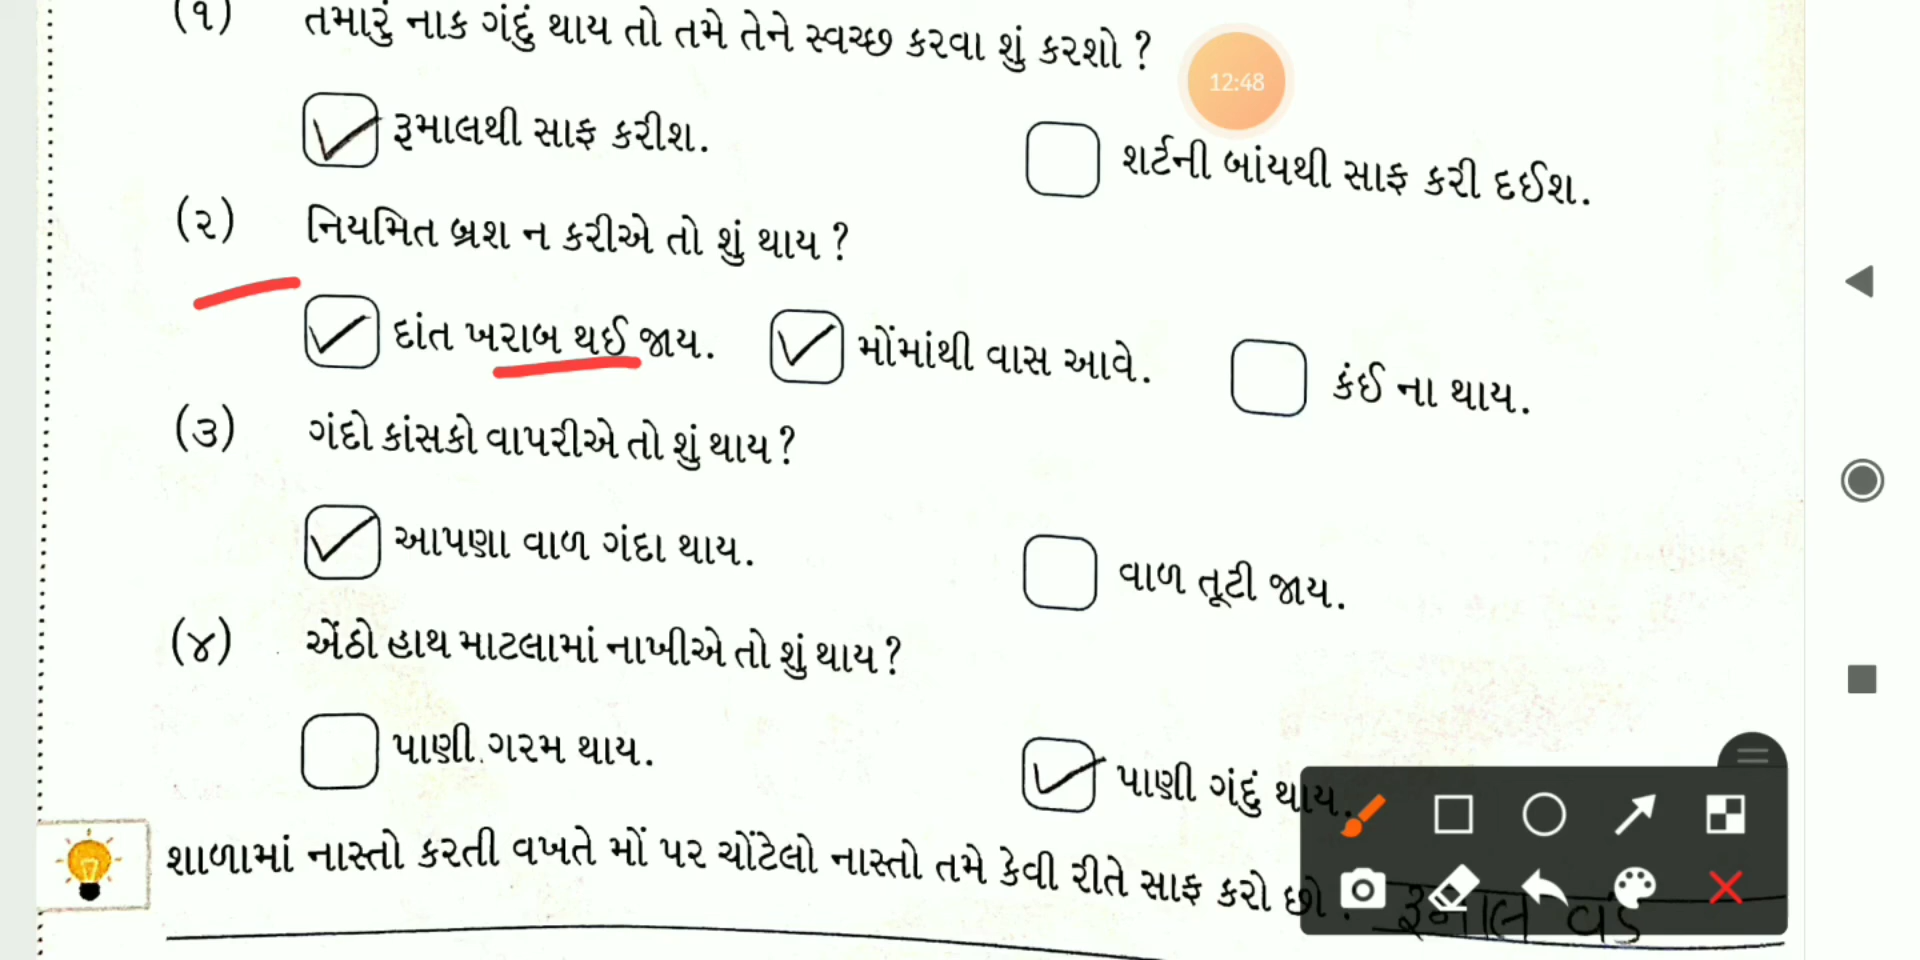 (૧) તમારું નાક ગંદું થાય તો તમે તેને સ્વચ્છ કરવા શું કરશો ?
12:48
રૂમાલથી સાફ કરીશ. શર્ટની બાંયથી સાફ કરી દઈશ.
(૨) નિયમિત બ્રશ ન કરીએ તો શું થાય ?
દાંત ખરાબ થઈ જાય. મોંમાંથી વાસ આવે. કંઈ ના થાય.
(૩) ગંદો કાંસકો વાપરીએ તો શું થાય ?
આપણા વાળ ગંદા થાય. વાળ તૂટી જાય.
(૪) એંઠો હાથ માટલામાં નાખીએ તો શું થાય ?
પાણી ગરમ થાય. પાણી ગંદું થાય.
શાળામાં નાસ્તો કરતી વખતે મોં પર ચોંટેલો નાસ્તો તમે કેવી રીતે સાફ કરો છો
રૂમાલ વડે